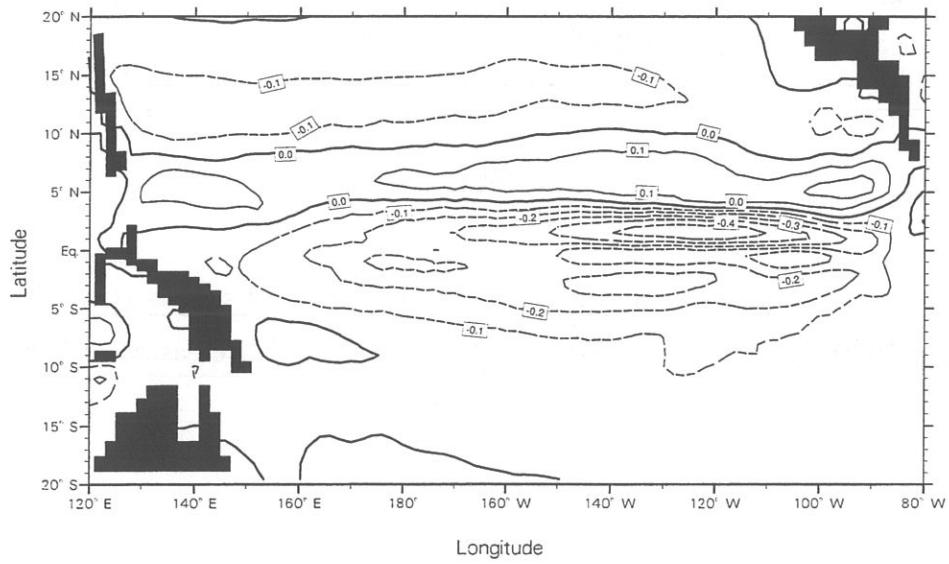 20° N
15° N
10° N
5° N
Eq
5° S
10° S
15° S
20° S
Latitude
-0.1
-0.1
-0.1
0.0
0.0
0.1
0.1
0.0
0.0
-0.1
-0.2
-0.4
-0.3
-0.1
-0.2
-0.2
-0.1
120° E
140° E
160° E
180°
160° W
140° W
120° W
100° W
80° W
Longitude